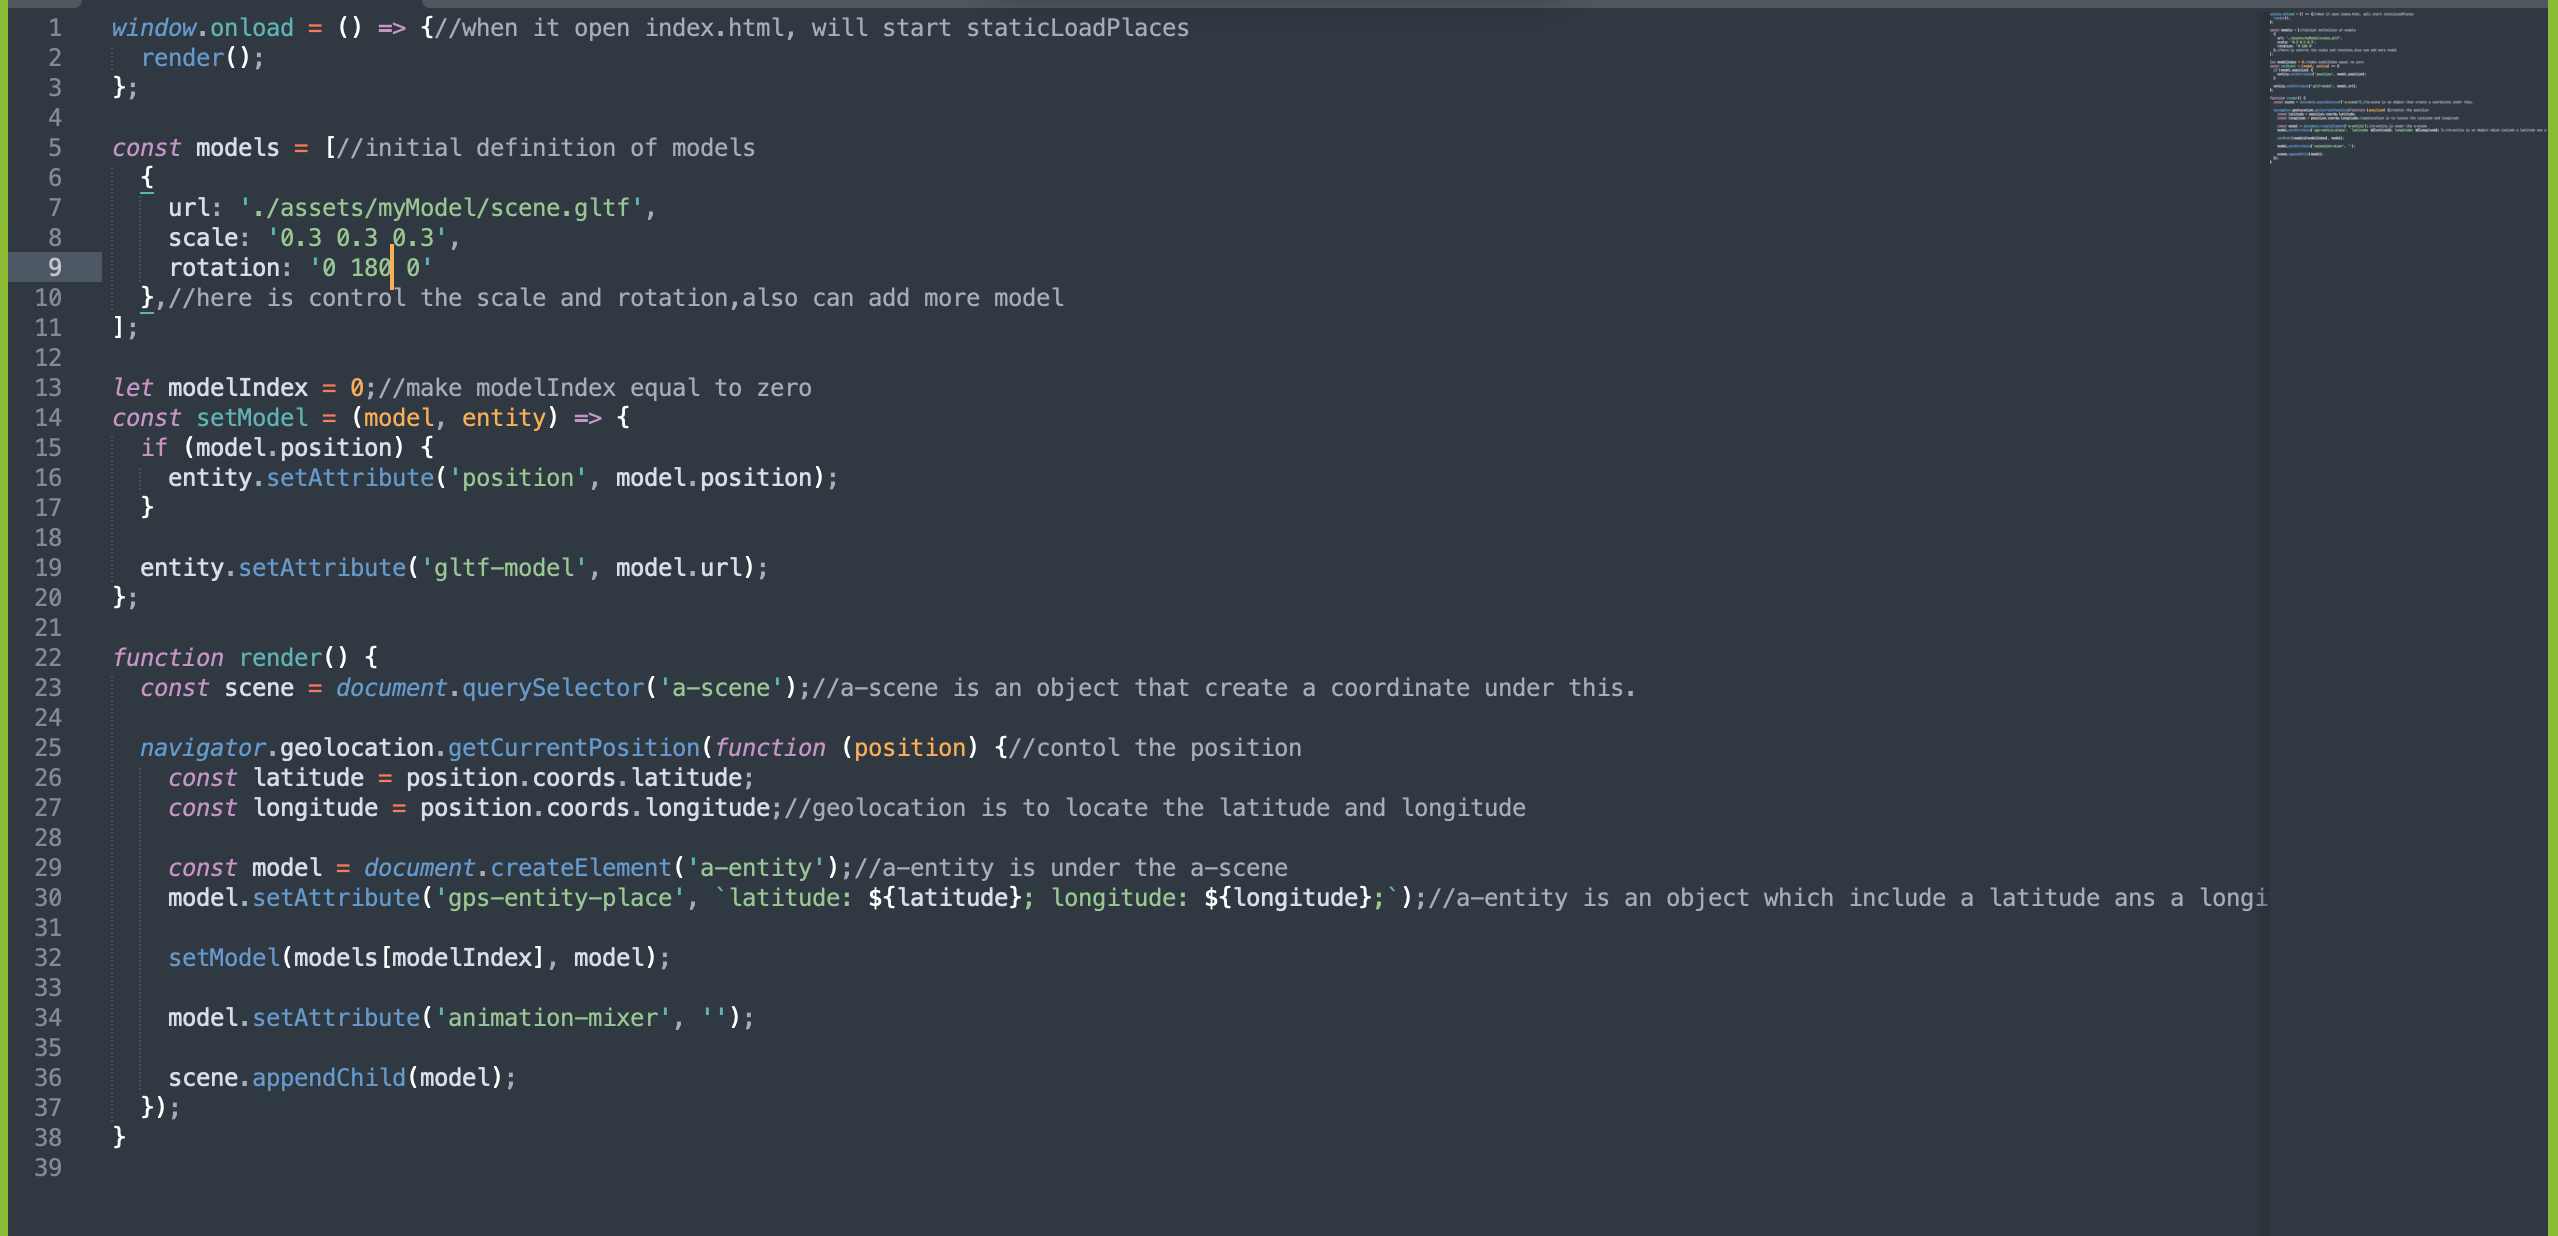 1 window.onload = () => {//when it open index.html, will start staticLoadPlaces
2   render();
3 };
4
5 const models = [//initial definition of models
6   {
7     url: './assets/myModel/scene.gltf',
8     scale: '0.3 0.3 0.3',
9     rotation: '0 180 0'
10   },//here is control the scale and rotation,also can add more model
11 ];
12
13 let modelIndex = 0;//make modelIndex equal to zero
14 const setModel = (model, entity) => {
15   if (model.position) {
16     entity.setAttribute('position', model.position);
17   }
18
19   entity.setAttribute('gltf-model', model.url);
20 };
21
22 function render() {
23   const scene = document.querySelector('a-scene');//a-scene is an object that create a coordinate under this.
24
25   navigator.geolocation.getCurrentPosition(function (position) {//contol the position
26     const latitude = position.coords.latitude;
27     const longitude = position.coords.longitude;//geolocation is to locate the latitude and longitude
28
29     const model = document.createElement('a-entity');//a-entity is under the a-scene
30     model.setAttribute('gps-entity-place', `latitude: ${latitude}; longitude: ${longitude};`);//a-entity is an object which include a latitude ans a longi
31
32     setModel(models[modelIndex], model);
33
34     model.setAttribute('animation-mixer', '');
35
36     scene.appendChild(model);
37   });
38 }
39